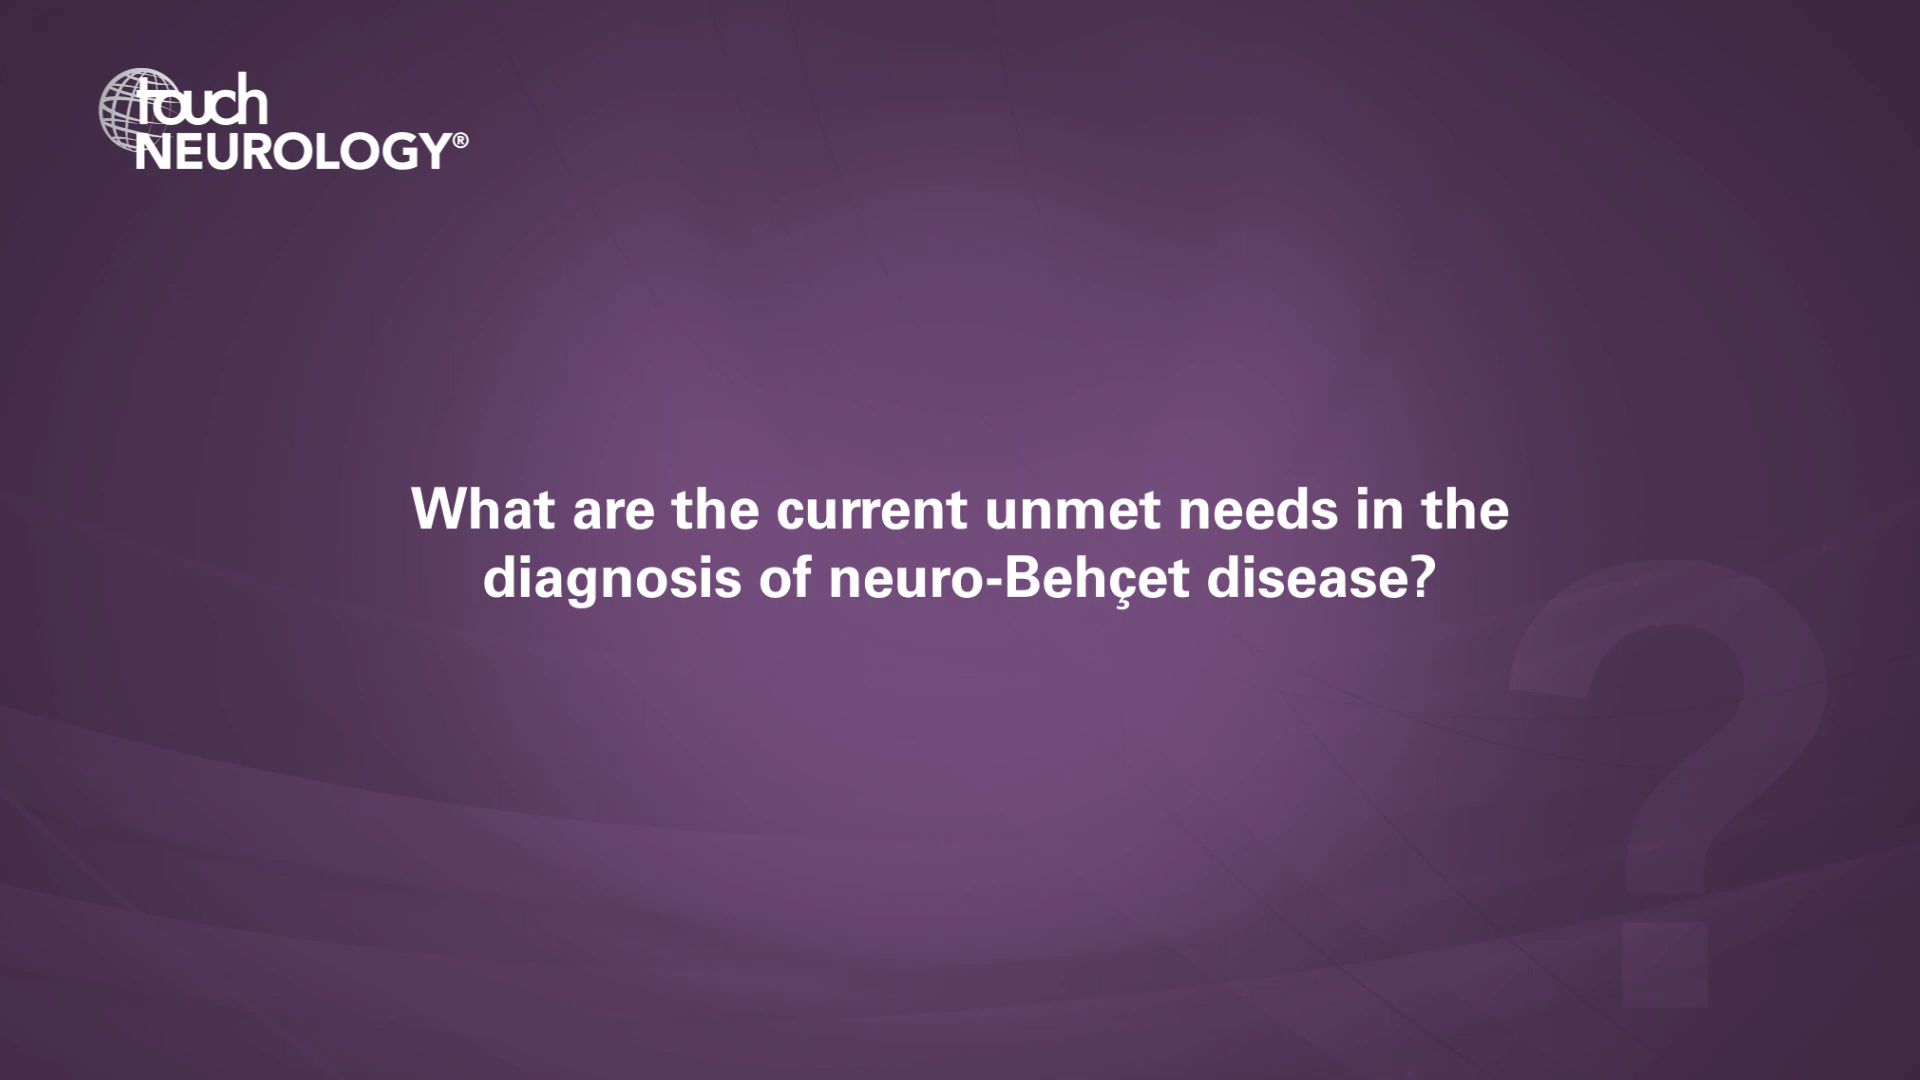 touch
NEUROLOGY®
What are the current unmet needs in the
diagnosis of neuro-Behçet disease?